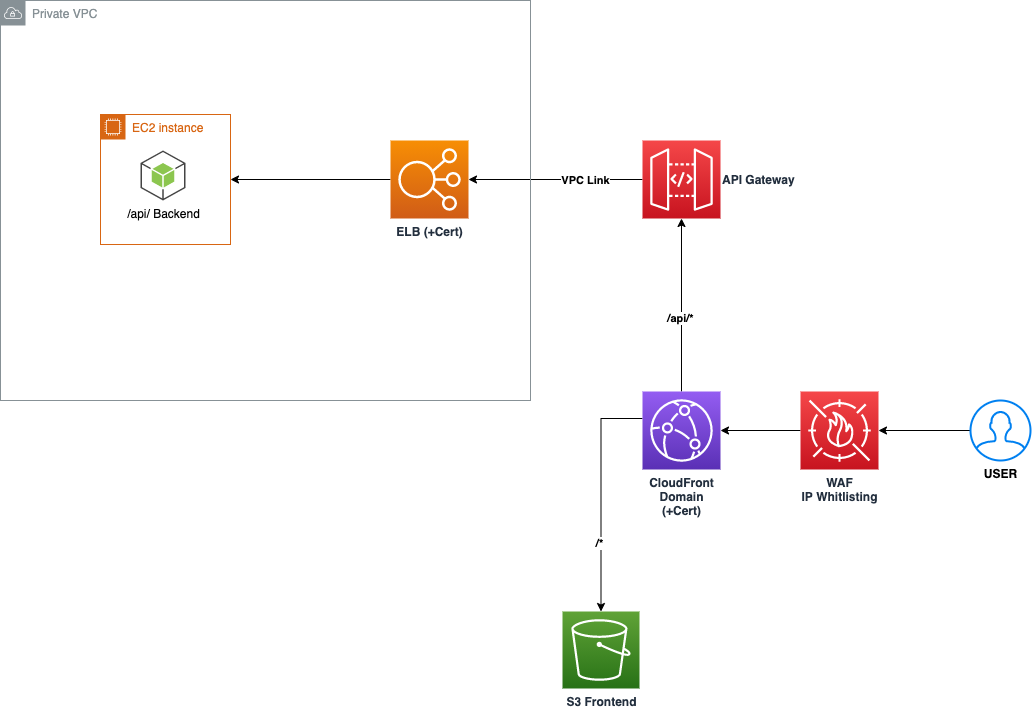 Private VPC
EC2 instance
/api/ Backend
ELB (+Cert)
VPC Link
</>
API Gateway
/api/*
CloudFront
Domain
(+Cert)
WAF
IP Whitlisting
USER
/*
S3 Frontend